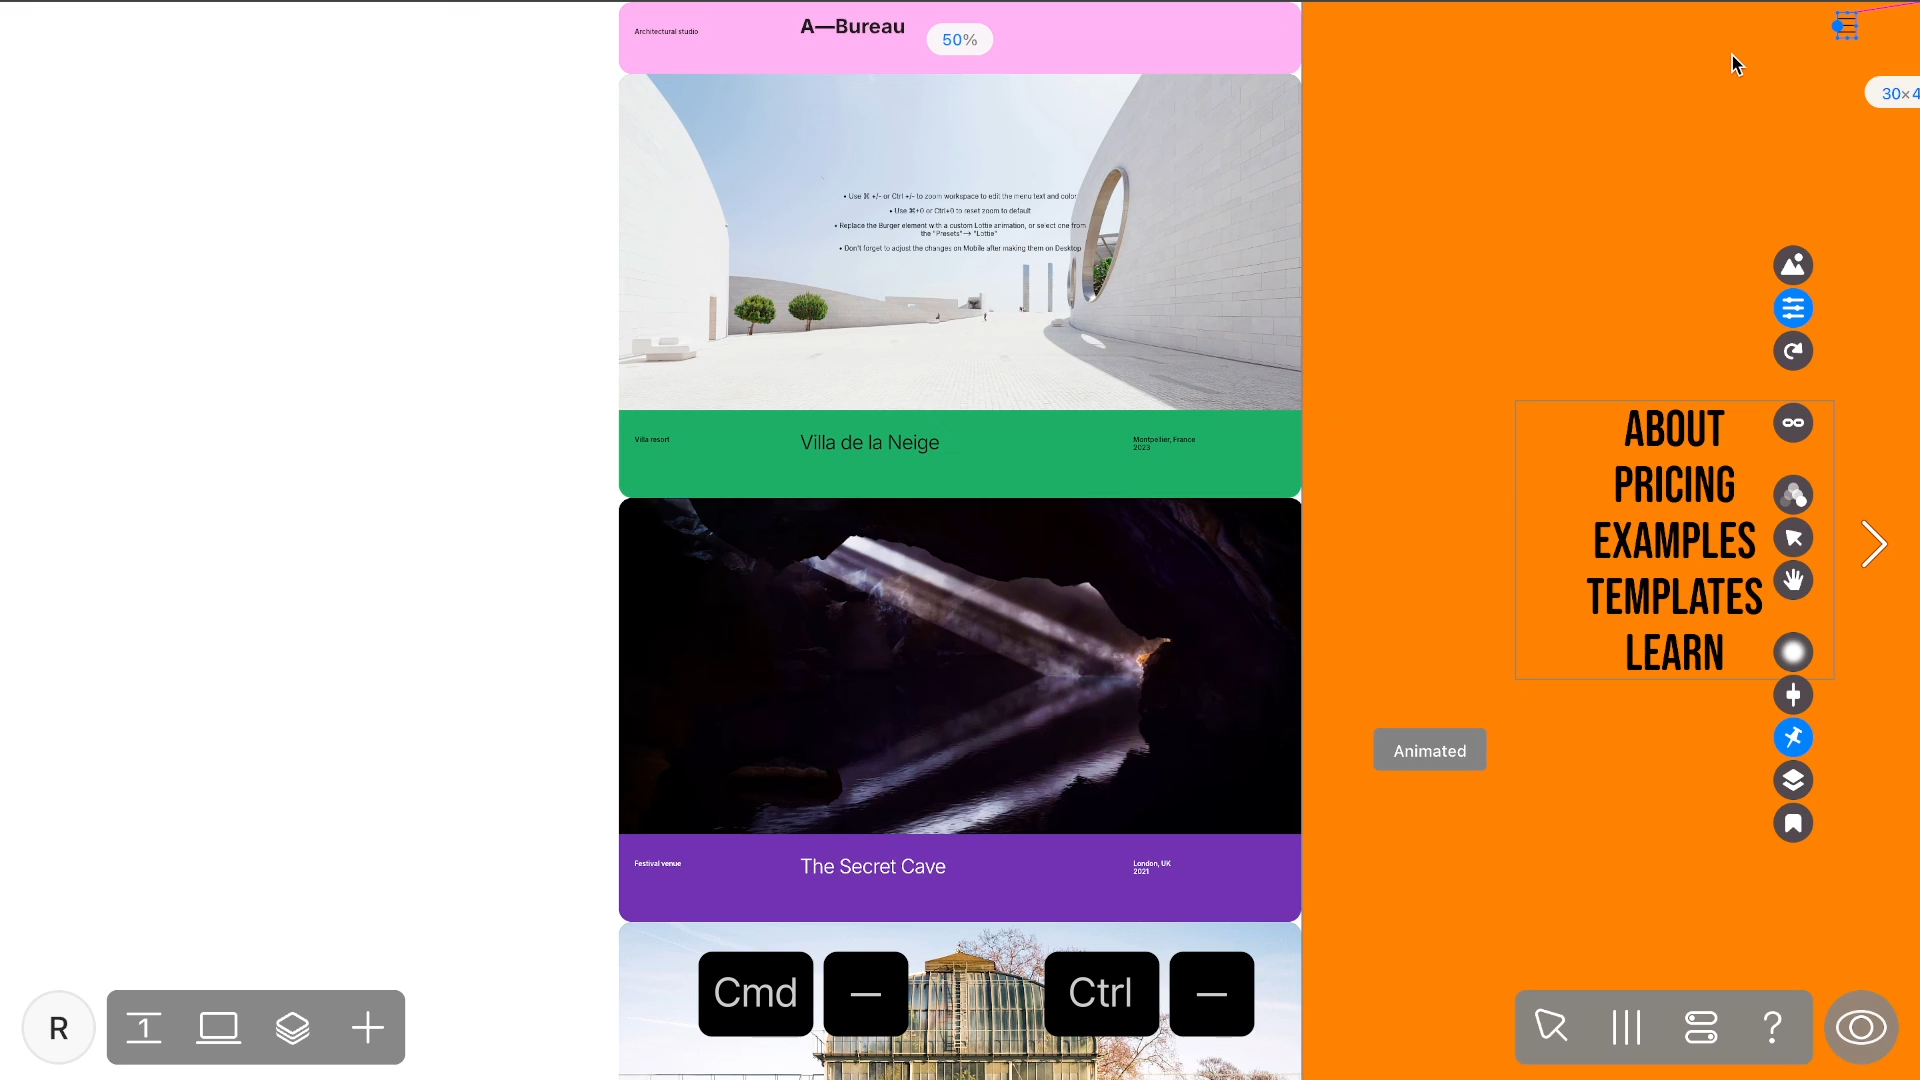 Architectural studio
A—Bureau
50%
30×4
• Use ⌘ +/- or Ctrl +/- to zoom workspace to edit the menu text and color
• Use ⌘+0 or Ctrl+0 to reset zoom to default
• Replace the Burger element with a custom Lottie animation, or select one from
the "Presets"→ "Lottie"
• Don't forget to adjust the changes on Mobile after making them on Desktop
Villa resort
Villa de la Neige
Montpellier, France
2023
ABOUT
PRICING
EXAMPLES
TEMPLATES
LEARN
Animated
Festival venue
The Secret Cave
London, UK
2021
Cmd —
Ctrl —
R
1
?